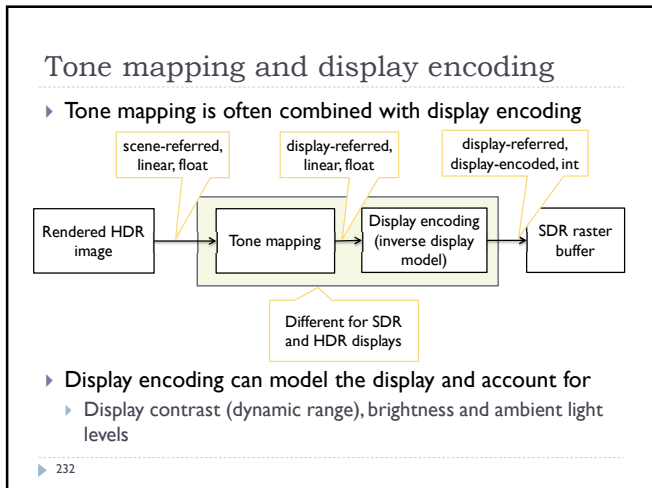 Tone mapping and display encoding
Tone mapping is often combined with display encoding
scene-referred,
linear, float
display-referred,
linear, float
display-referred,
display-encoded, int
Rendered HDR
image
Tone mapping
Display encoding
(inverse display
model)
SDR raster
buffer
Different for SDR
and HDR displays
Display encoding can model the display and account for
Display contrast (dynamic range), brightness and ambient light
levels
232